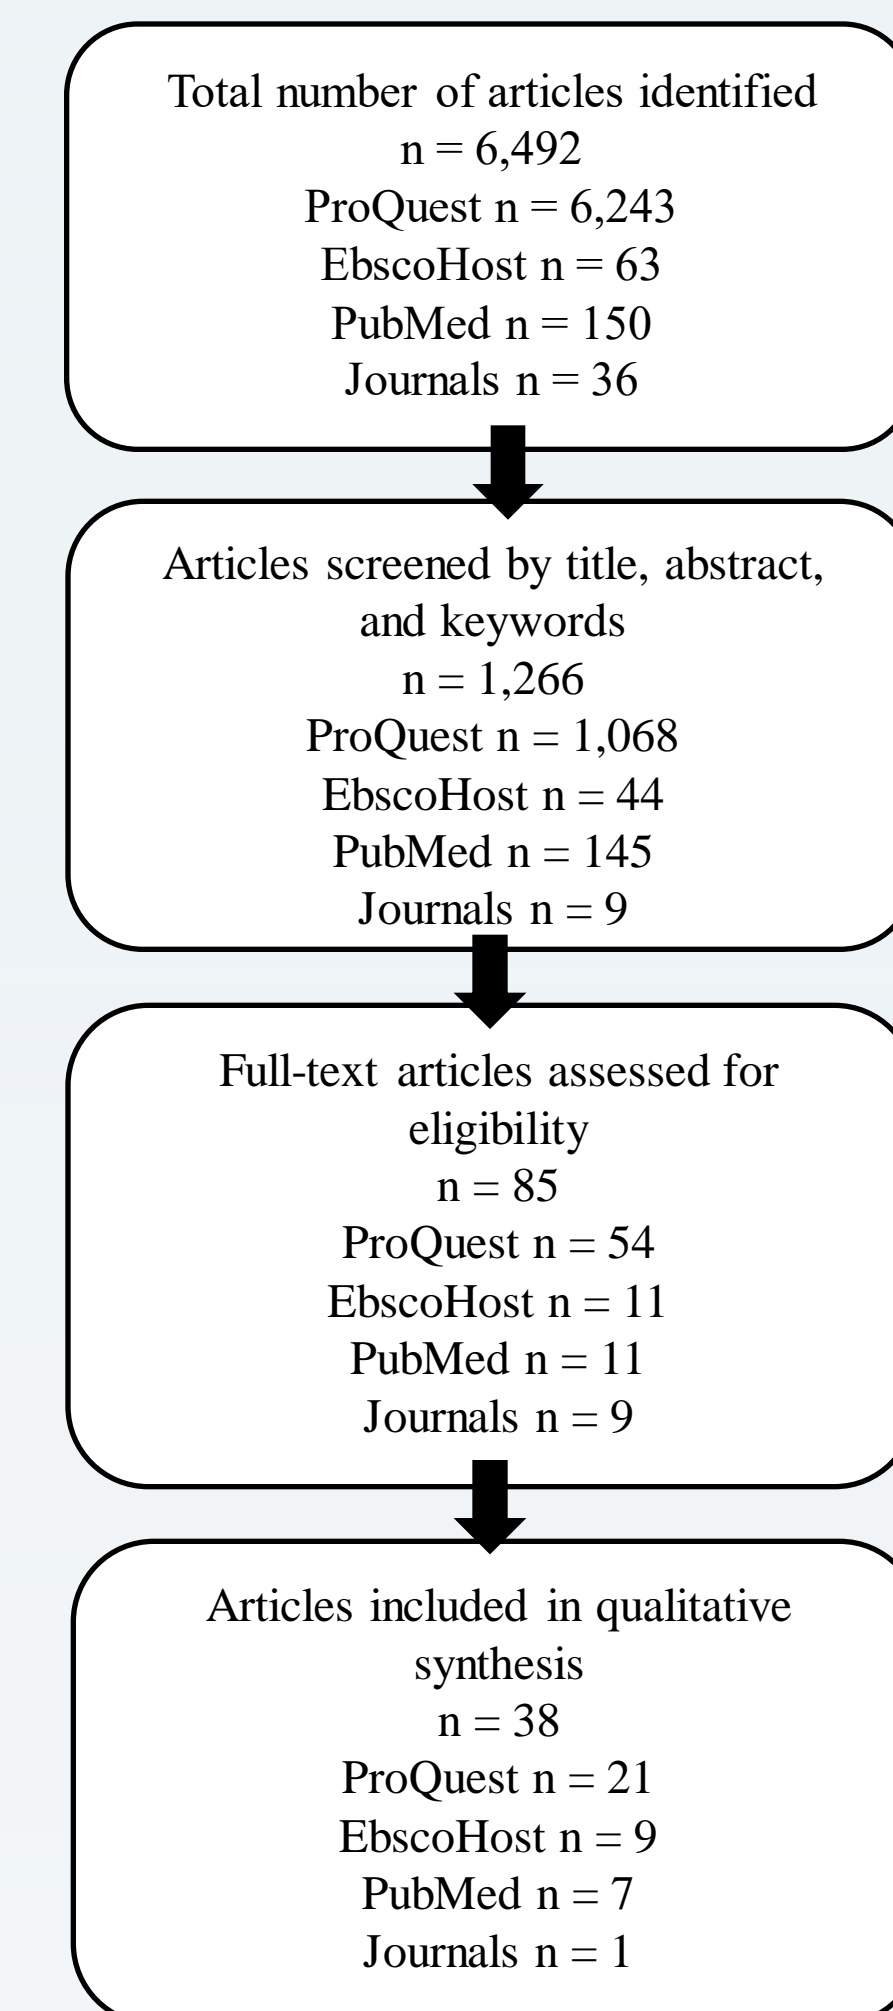 Total number of articles identified
n = 6,492
ProQuest n = 6,243
EbscoHost n = 63
PubMed n = 150
Journals n = 36
Articles screened by title, abstract,
and keywords
n = 1,266
ProQuest n = 1,068
EbscoHost n = 44
PubMed n = 145
Journals n = 9
Full-text articles assessed for
eligibility
n = 85
ProQuest n = 54
EbscoHost n = 11
PubMed n = 11
Journals n = 9
Articles included in qualitative
synthesis
n = 38
ProQuest n = 21
EbscoHost n = 9
PubMed n = 7
Journals n = 1